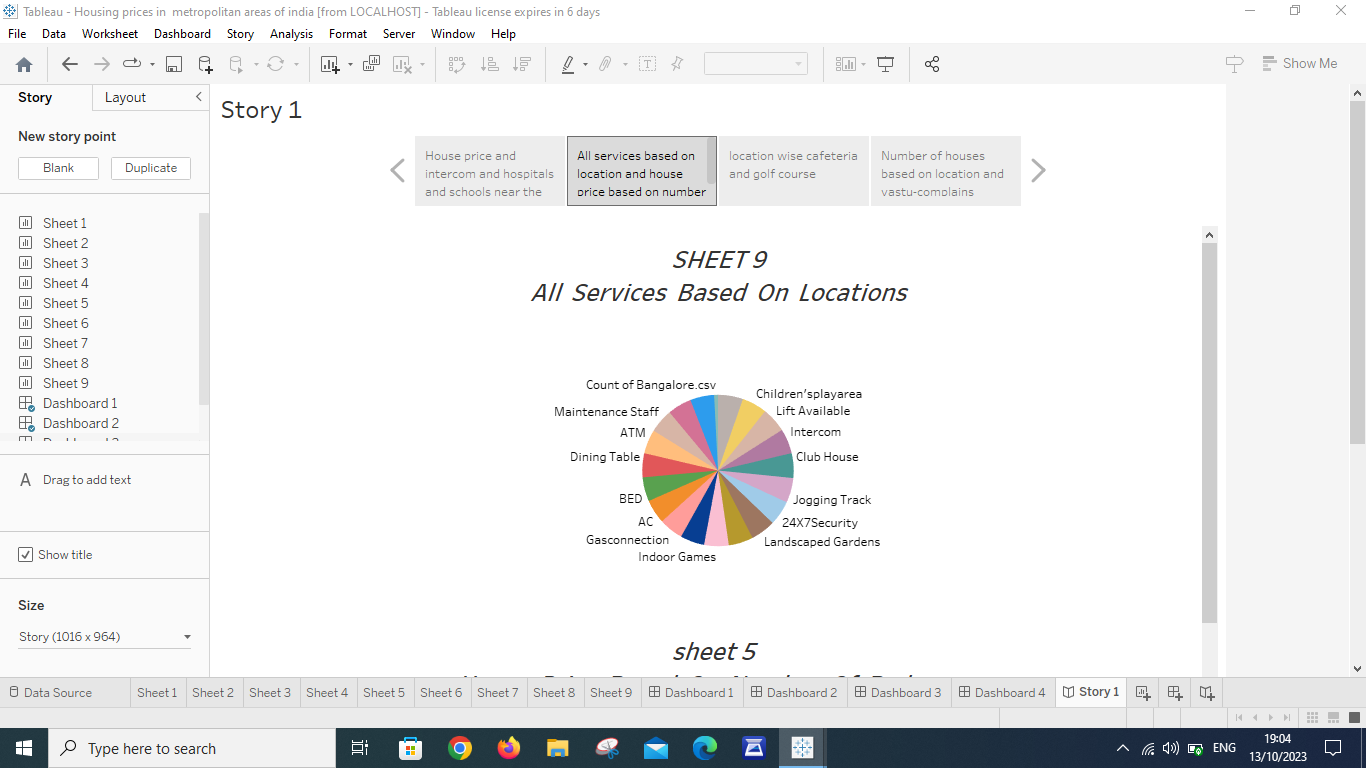 Tableau - Housing prices in metropolitan areas of india [from LOCALHOST] - Tableau license expires in 6 days
File Data Worksheet Dashboard Story Analysis Format Server Window Help
Show Me
Story Layout
New story point
Blank Duplicate
Sheet 1
Sheet 2
Sheet 3
Sheet 4
Sheet 5
Sheet 6
Sheet 7
Sheet 8
Sheet 9
Dashboard 1
Dashboard 2
A Drag to add text
Show title
Size
Story (1016 x 964)
Story 1
House price and
intercom and hospitals
and schools near the
All services based on
location and house
price based on number
location wise cafeteria
and golf course
Number of houses
based on location and
vastu-complains
SHEET 9
All Services Based On Locations
Count of Bangalore.csv
Children'splayarea
Maintenance Staff
Lift Available
ATM
Intercom
Dining Table
Club House
BED
Jogging Track
AC
24X7Security
Gasconnection
Landscaped Gardens
Indoor Games
sheet 5
Data Source Sheet 1 Sheet 2 Sheet 3 Sheet 4 Sheet 5 Sheet 6 Sheet 7 Sheet 8 Sheet 9 Dashboard 1 Dashboard 2 Dashboard 3 Dashboard 4 Story 1
Type here to search
ENG
19:04
13/10/2023